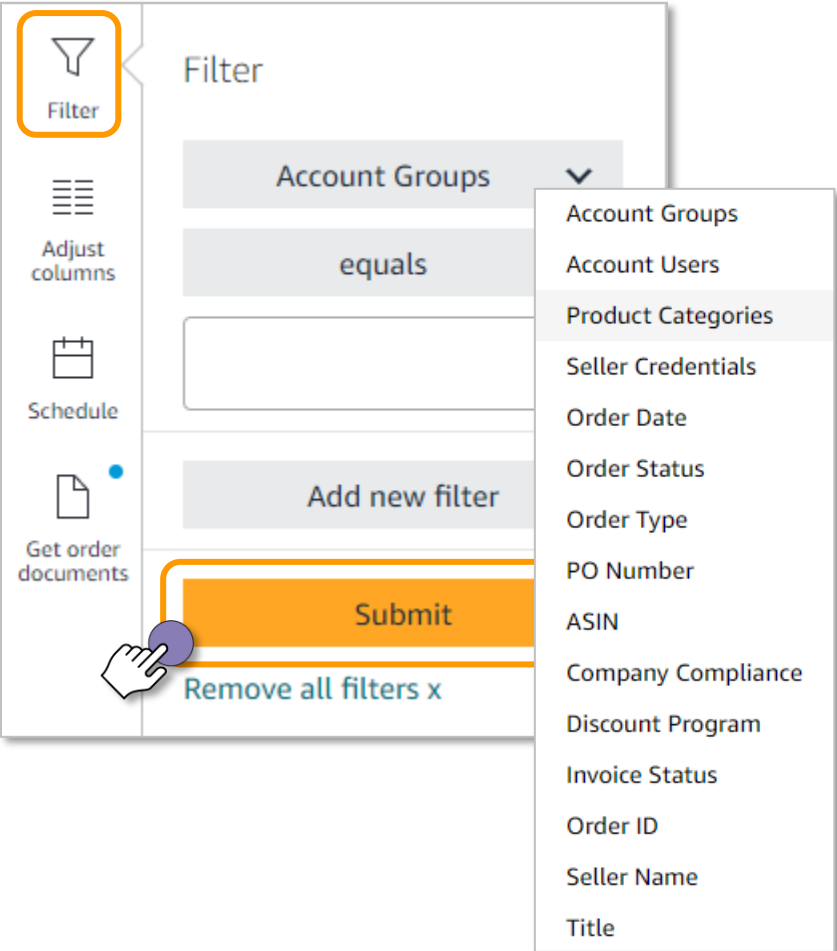 Filter
Adjust
columns
Schedule
Get order
documents
Filter
Account Groups
equals
Add new filter
Submit
Remove all filters x
Account Groups
Account Users
Product Categories
Seller Credentials
Order Date
Order Status
Order Type
PO Number
ASIN
Company Compliance
Discount Program
Invoice Status
Order ID
Seller Name
Title